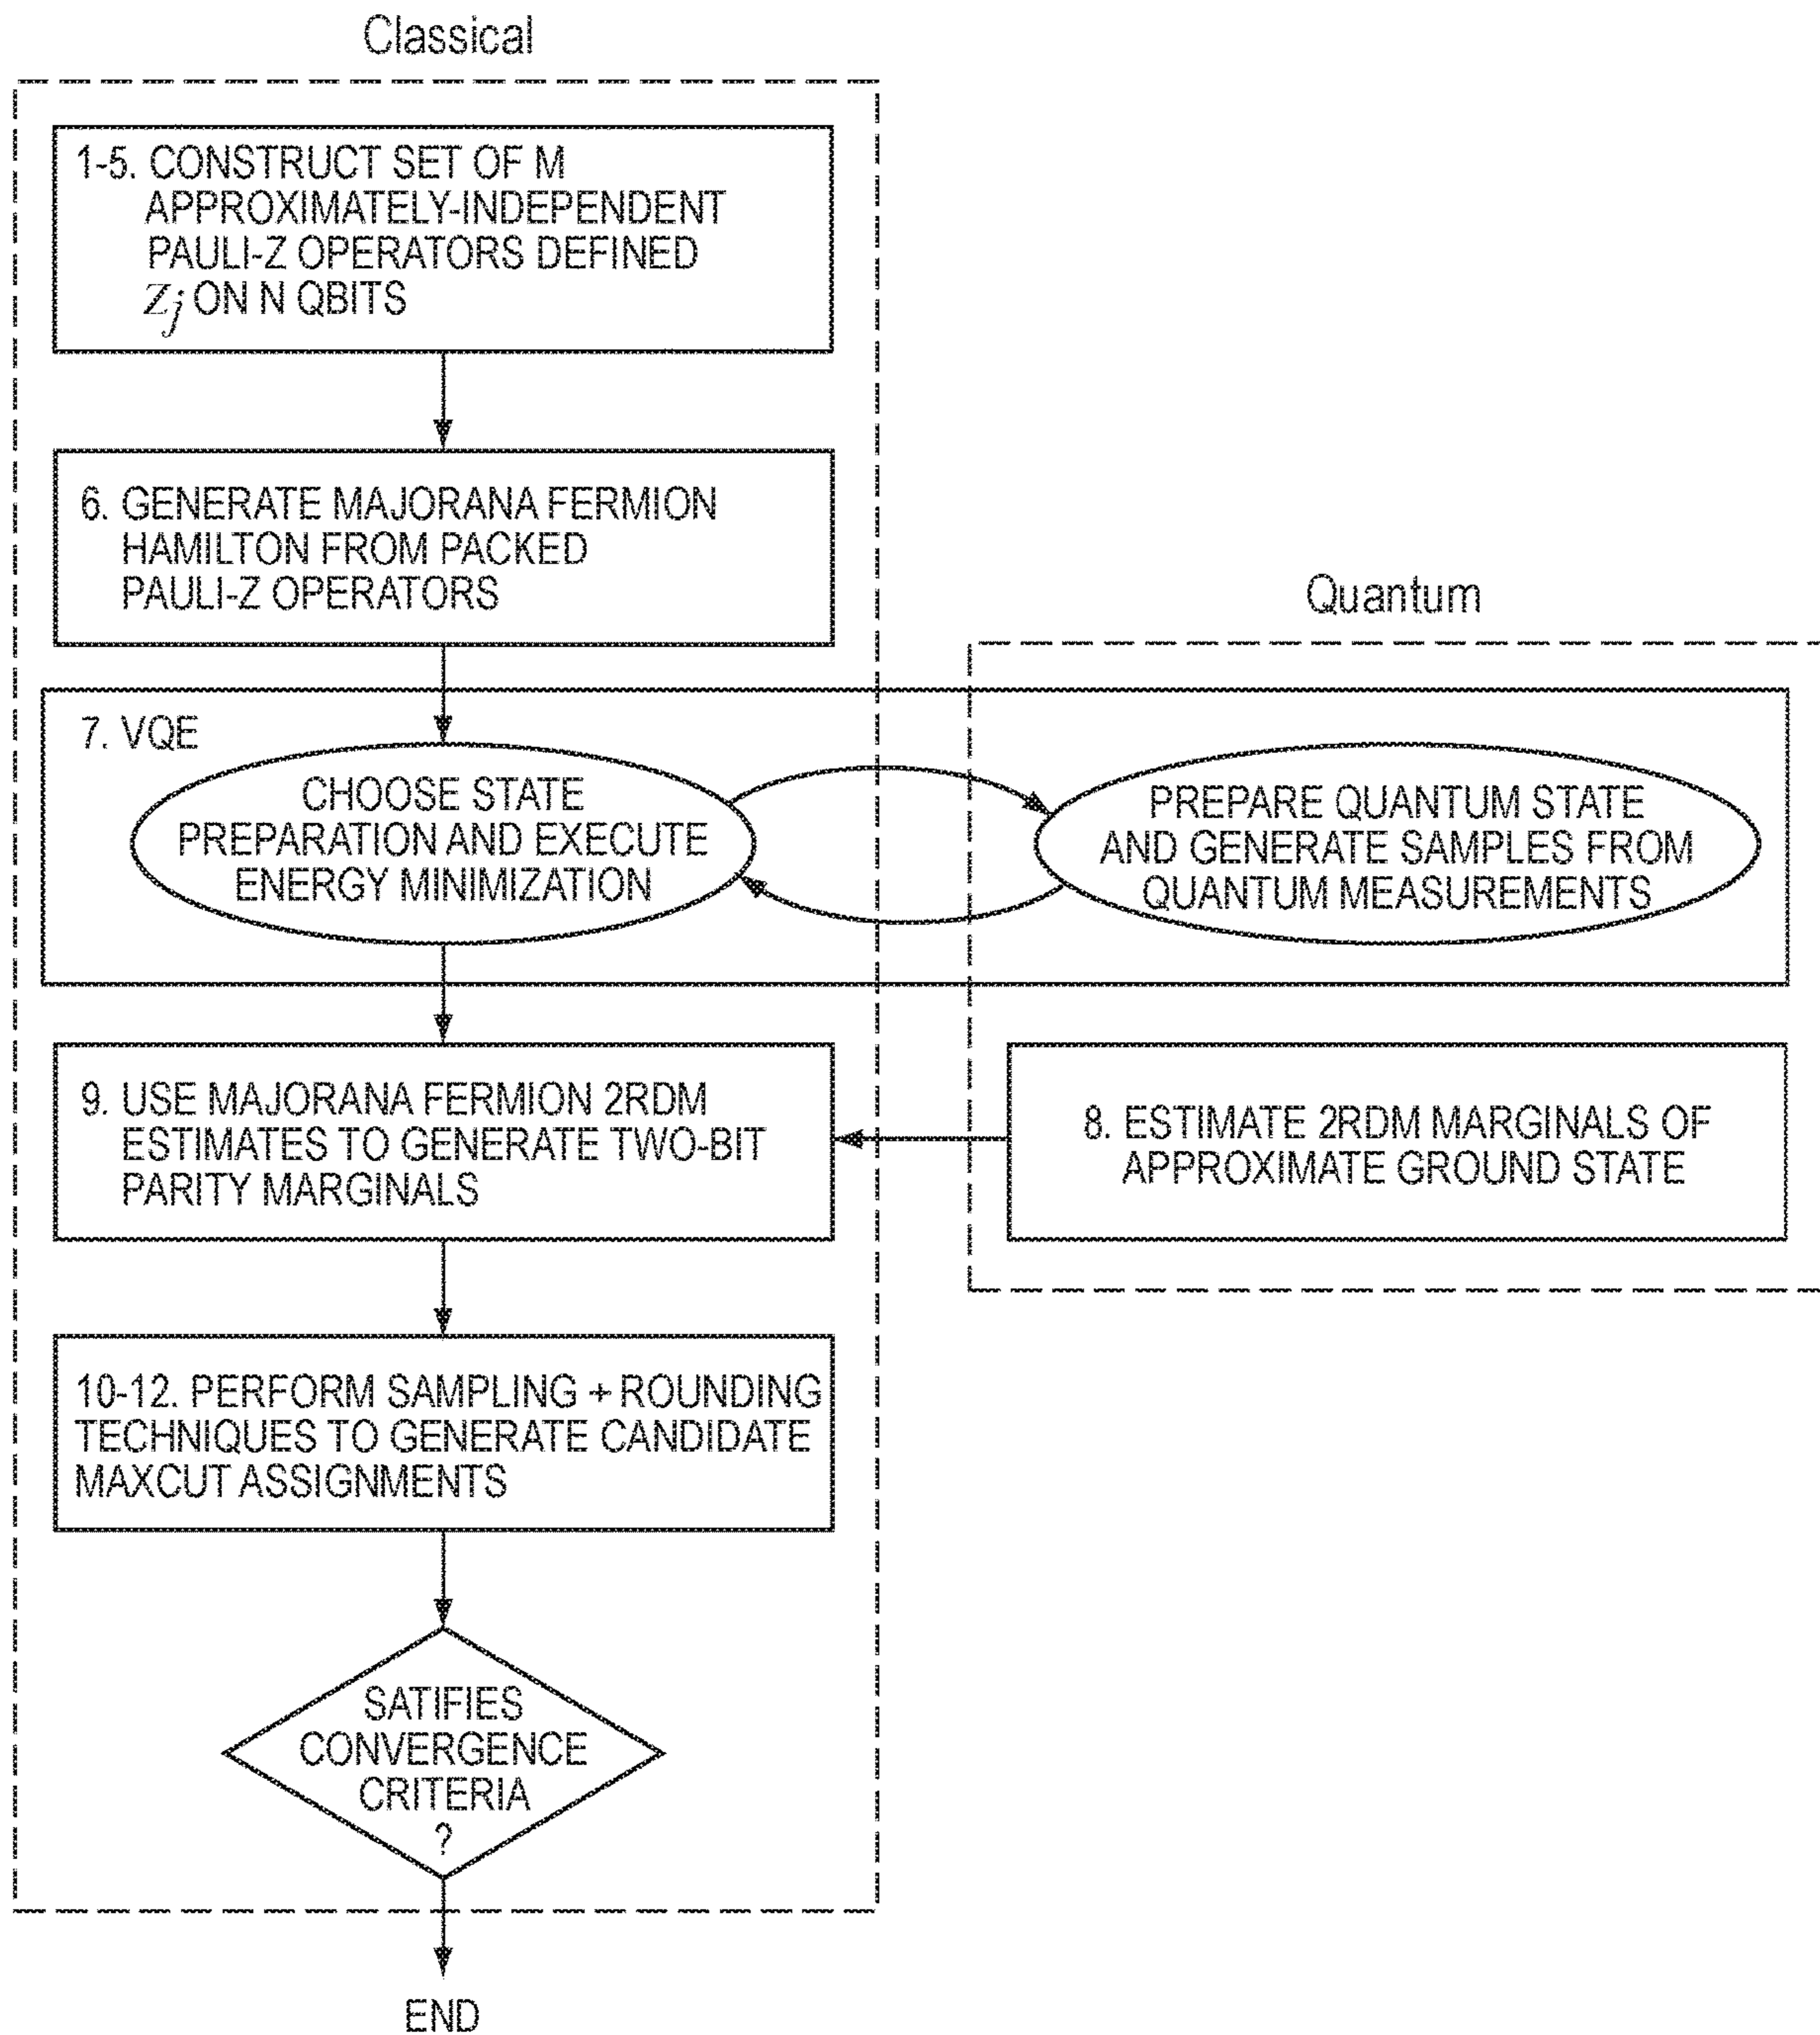 Classical
1-5. CONSTRUCT SET OF M
APPROXIMATELY-INDEPENDENT
PAULI-Z OPERATORS DEFINED
Zj ON N QBITS
6. GENERATE MAJORANA FERMION
HAMILTON FROM PACKED
PAULI-Z OPERATORS
Quantum
7. VQE
CHOOSE STATE
PREPARATION AND EXECUTE
ENERGY MINIMIZATION
PREPARE QUANTUM STATE
AND GENERATE SAMPLES FROM
QUANTUM MEASUREMENTS
9. USE MAJORANA FERMION 2RDM
ESTIMATES TO GENERATE TWO-BIT
PARITY MARGINALS
8. ESTIMATE 2RDM MARGINALS OF
APPROXIMATE GROUND STATE
10-12. PERFORM SAMPLING + ROUNDING
TECHNIQUES TO GENERATE CANDIDATE
MAXCUT ASSIGNMENTS
SATIFIES
CONVERGENCE
CRITERIA
?
END